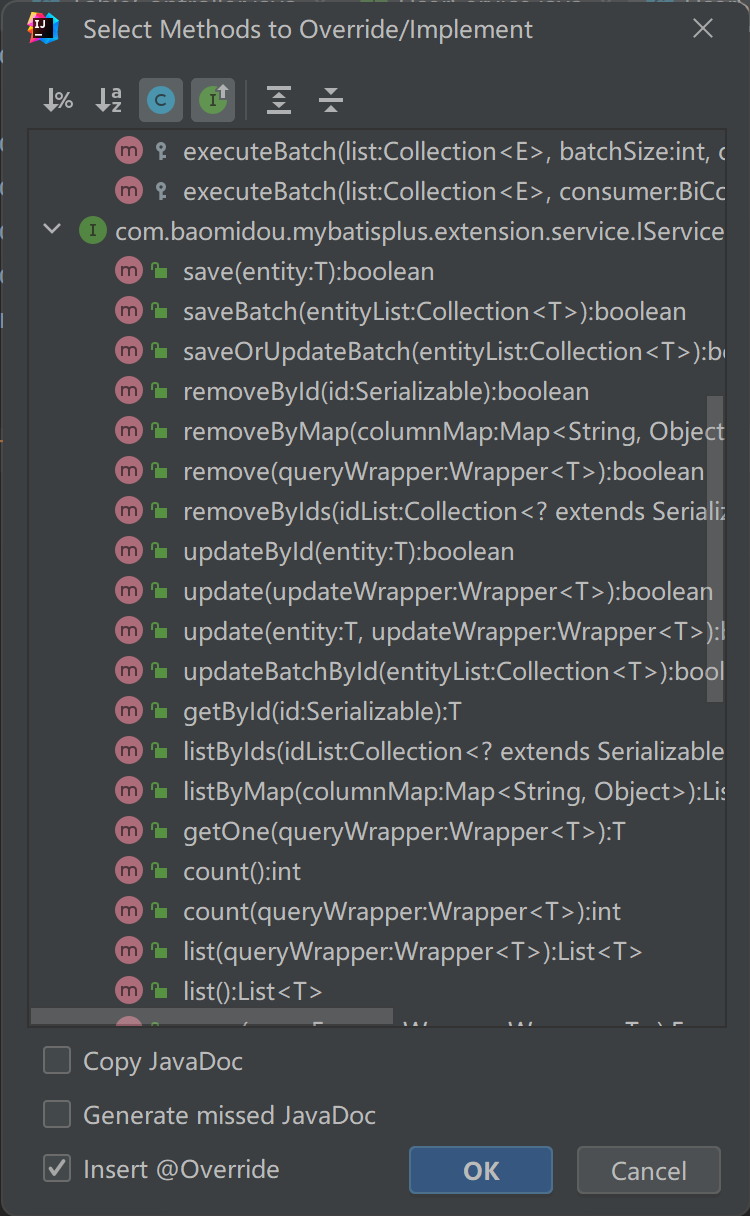 Select Methods to Override/Implement
executeBatch(list:Collection<E>, batchSize:int, c
executeBatch(list:Collection<E>, consumer:BiCo
com.baomidou.mybatisplus.extension.service.IService
save(entity:T):boolean
saveBatch(entityList:Collection<T>):boolean
saveOrUpdateBatch(entityList:Collection<T>):bo
removeById(id:Serializable):boolean
removeByMap(columnMap:Map<String, Object
remove(queryWrapper:Wrapper<T>):boolean
removeByIds(idList:Collection<? extends Serializ
updateById(entity:T):boolean
update(updateWrapper:Wrapper<T>):boolean
update(entity:T, updateWrapper:Wrapper<T>):b
updateBatchById(entityList:Collection<T>):bool
getById(id:Serializable):T
listByIds(idList:Collection<? extends Serializable
listByMap(columnMap:Map<String, Object>):Lis
getOne(queryWrapper:Wrapper<T>):T
count():int
count(queryWrapper:Wrapper<T>):int
list(queryWrapper:Wrapper<T>):List<T>
list():List<T>
Copy JavaDoc
Generate missed JavaDoc
Insert @Override
OK
Cancel